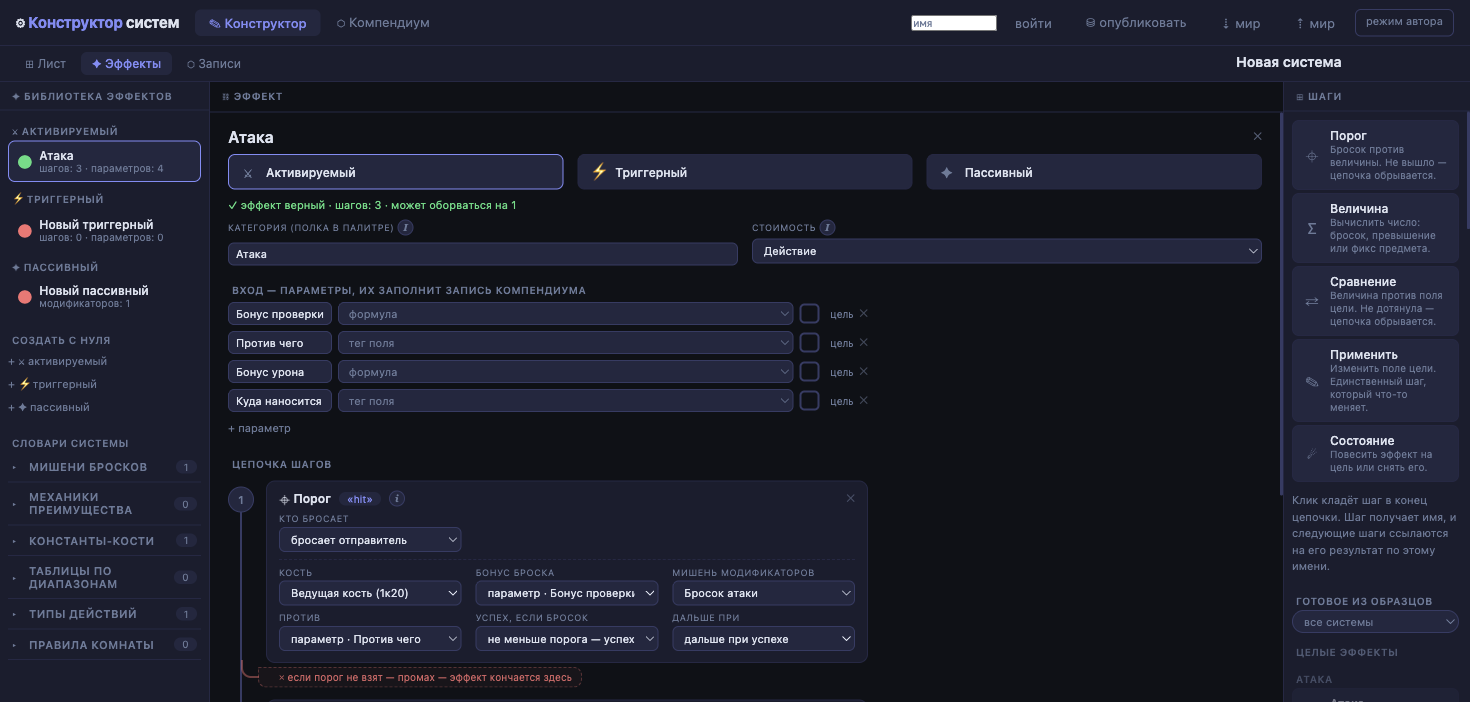 Конструктор систем
Конструктор
Компендиум
имя
войти
опубликовать
↓ мир
↑ мир
режим автора
Лист
Эффекты
Записи
Новая система
БИБЛИОТЕКА ЭФФЕКТОВ
АКТИВИРУЕМЫЙ
Атака
шагов: 3 · параметров: 4
ТРИГГЕРНЫЙ
Новый триггерный
шагов: 0 · параметров: 0
ПАССИВНЫЙ
Новый пассивный
модификаторов: 1
СОЗДАТЬ С НУЛЯ
+ активируемый
+ триггерный
+ пассивный
СЛОВАРИ СИСТЕМЫ
МИШЕНИ БРОСКОВ 1
МЕХАНИКИ
ПРЕИМУЩЕСТВА 0
КОНСТАНТЫ-КОСТИ 1
ТАБЛИЦЫ ПО
ДИАПАЗОНАМ 0
ТИПЫ ДЕЙСТВИЙ 1
ПРАВИЛА КОМНАТЫ 0
ЭФФЕКТ
Атака
×
Активируемый
Триггерный
Пассивный
✓ эффект верный · шагов: 3 · может оборваться на 1
КАТЕГОРИЯ (ПОЛКА В ПАЛИТРЕ) i
Атака
СТОИМОСТЬ i
Действие
ВХОД — ПАРАМЕТРЫ, ИХ ЗАПОЛНИТ ЗАПИСЬ КОМПЕНДИУМА
Бонус проверки формула цель ×
Против чего тег поля цель ×
Бонус урона формула цель ×
Куда наносится тег поля цель ×
+ параметр
ЦЕПОЧКА ШАГОВ
1
Порог «hit» i ×
КТО БРОСАЕТ
бросает отправитель
КОСТЬ БОНУС БРОСКА МИШЕНЬ МОДИФИКАТОРОВ
Ведущая кость (1к20) параметр · Бонус проверки Бросок атаки
ПРОТИВ УСПЕХ, ЕСЛИ БРОСОК ДАЛЬШЕ ПРИ
параметр · Против чего не меньше порога — успех дальше при успехе
× если порог не взят — промах — эффект кончается здесь
ШАГИ
Порог
Бросок против
величины. Не вышло —
цепочка обрывается.
Величина
Вычислить число:
бросок, превышение
или фикс предмета.
Сравнение
Величина против поля
цели. Не дотянула —
цепочка обрывается.
Применить
Изменить поле цели.
Единственный шаг,
который что-то
меняет.
Состояние
Повесить эффект на
цель или снять его.
Клик кладёт шаг в конец
цепочки. Шаг получает имя, и
следующие шаги ссылаются
на его результат по этому
имени.
ГОТОВОЕ ИЗ ОБРАЗЦОВ
все системы
ЦЕЛЫЕ ЭФФЕКТЫ
АТАКА
Атака